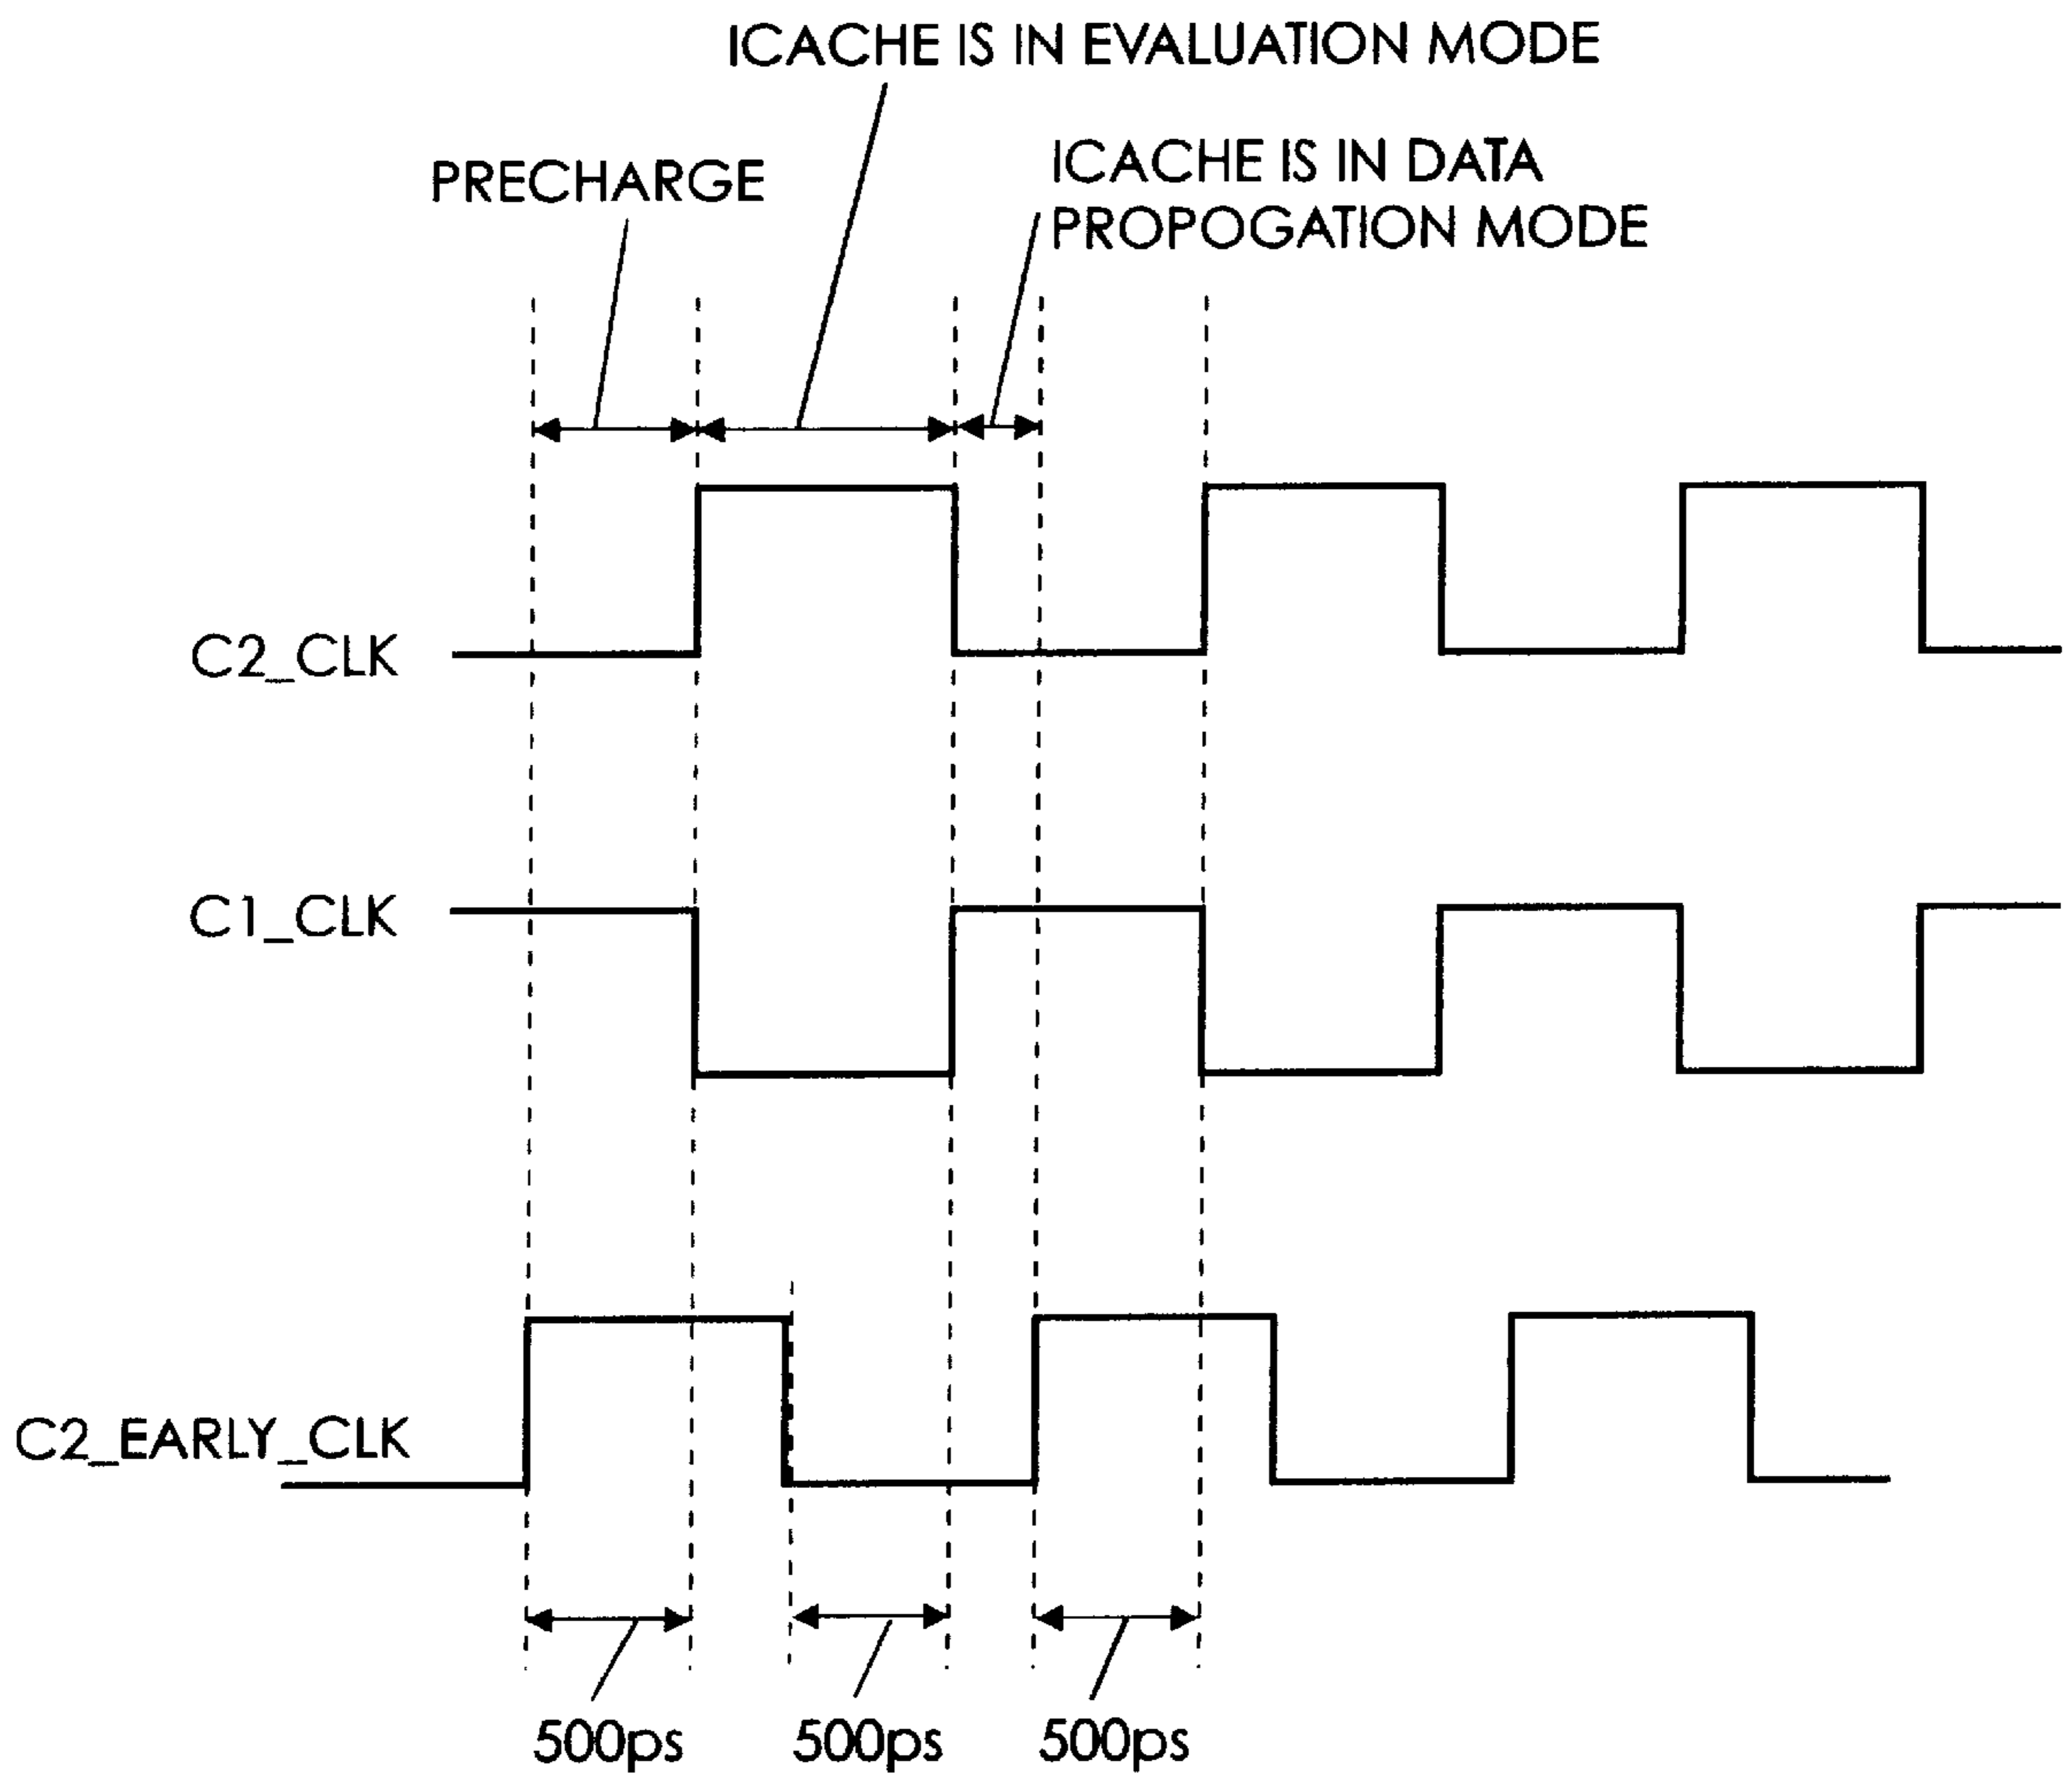 ICACHE IS IN EVALUATION MODE
PRECHARGE
ICACHE IS IN DATA
PROPOGATION MODE
C2_CLK
C1_CLK
C2_EARLY_CLK
500ps
500ps
500ps